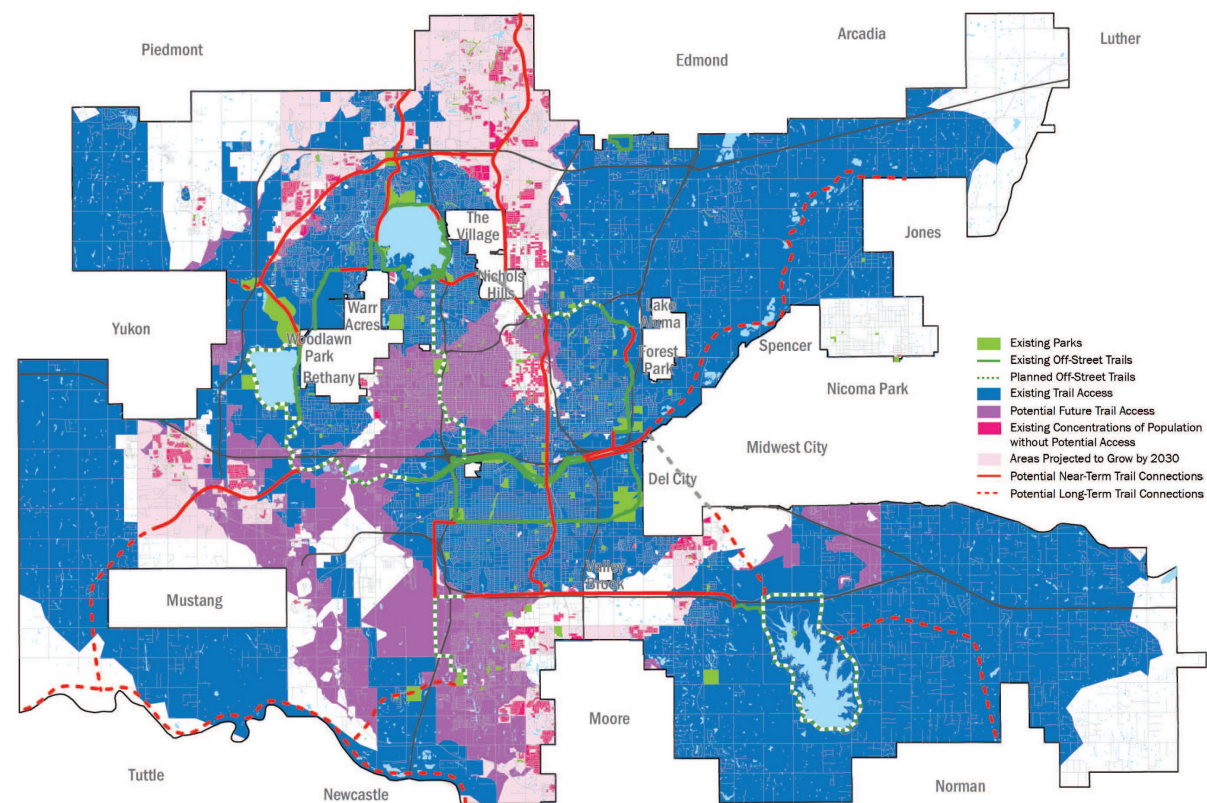 Piedmont
Edmond
Arcadia
Luther
The
Village
Jones
Nichols
Hills
Yukon
Warr
Acres
Lake
Aluma
Woodlawn
Park
Forest
Park
Spencer
Bethany
Nicoma Park
Midwest City
Del City
Existing Parks
Existing Off-Street Trails
Planned Off-Street Trails
Existing Trail Access
Potential Future Trail Access
Existing Concentrations of Population
without Potential Access
Areas Projected to Grow by 2030
Potential Near-Term Trail Connections
Potential Long-Term Trail Connections
Valley
Brook
Mustang
Moore
Tuttle
Newcastle
Norman